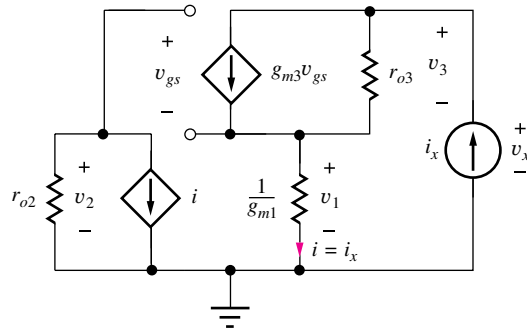 +
v_gs
−
g_m3 v_gs
r_o3
+
v_3
−
r_o2
+
v_2
−
i
1/g_m1
+
v_1
−
i = i_x
i_x
+
v_x
−